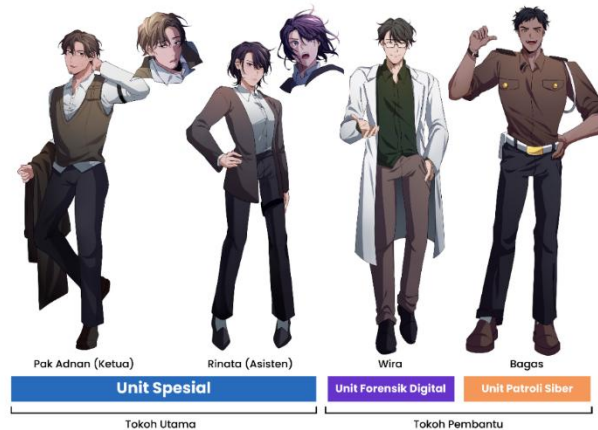 Pak Adnan (Ketua)
Rinata (Asisten)
Wira
Bagas
Unit Spesial
Unit Forensik Digital
Unit Patroli Siber
Tokoh Utama
Tokoh Pembantu